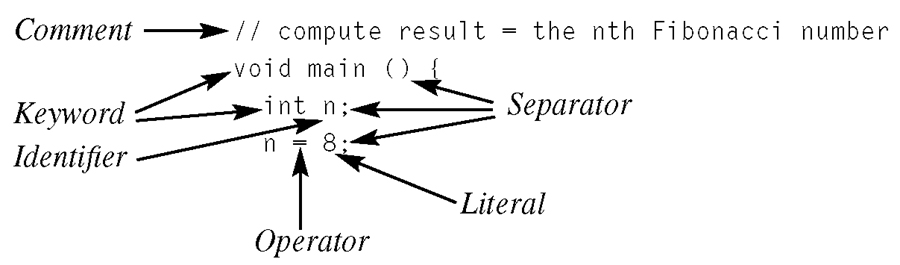 Comment // compute result = the nth Fibonacci number
void main () {
Keyword int n; Separator
Identifier n = 8;
Literal
Operator